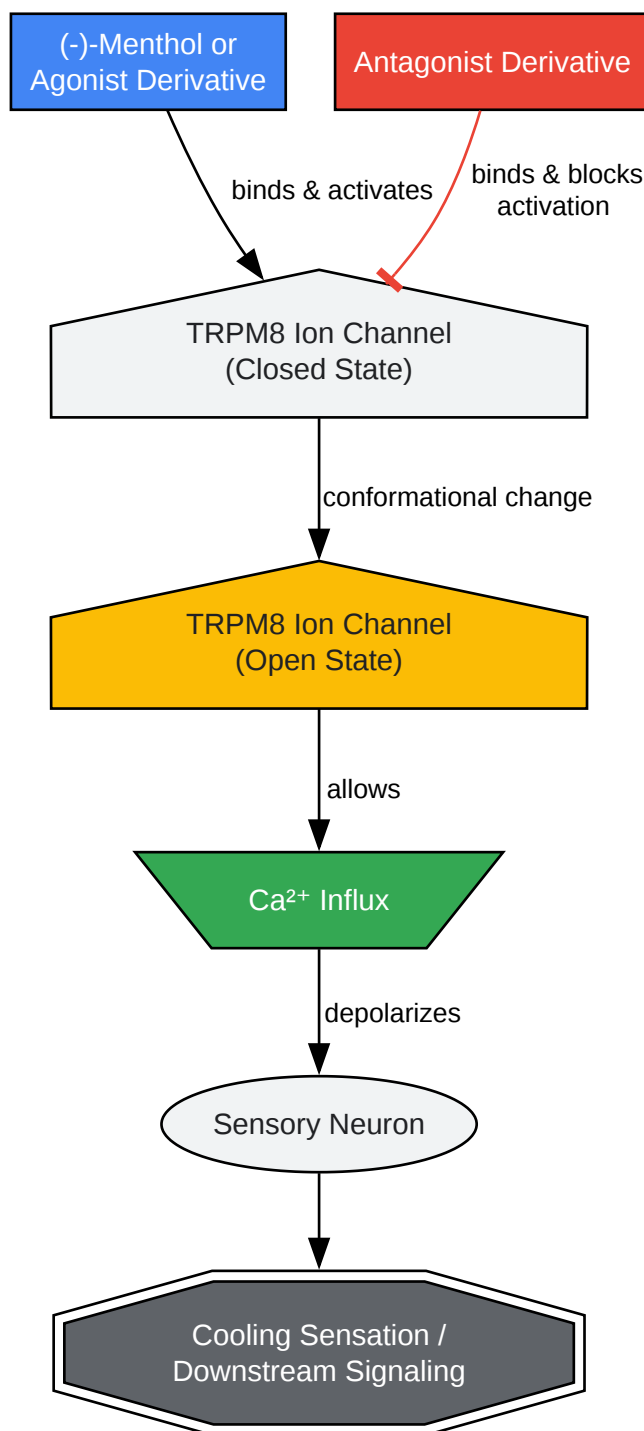 (-)-Menthol or
Agonist Derivative
Antagonist Derivative
binds & activates
binds & blocks
activation
TRPM8 Ion Channel
(Closed State)
conformational change
TRPM8 Ion Channel
(Open State)
allows
Ca²⁺ Influx
depolarizes
Sensory Neuron
Cooling Sensation /
Downstream Signaling